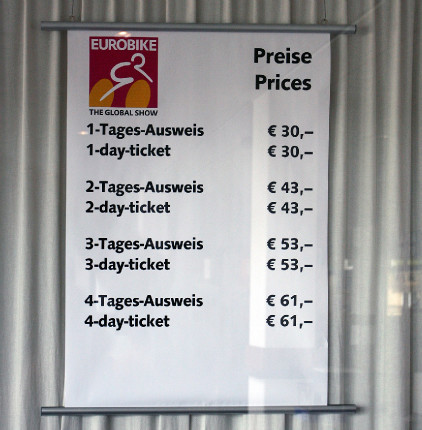 EUROBIKE
THE GLOBAL SHOW
Preise
Prices
1-Tages-Ausweis € 30,–
1-day-ticket € 30,–
2-Tages-Ausweis € 43,–
2-day-ticket € 43,–
3-Tages-Ausweis € 53,–
3-day-ticket € 53,–
4-Tages-Ausweis € 61,–
4-day-ticket € 61,–